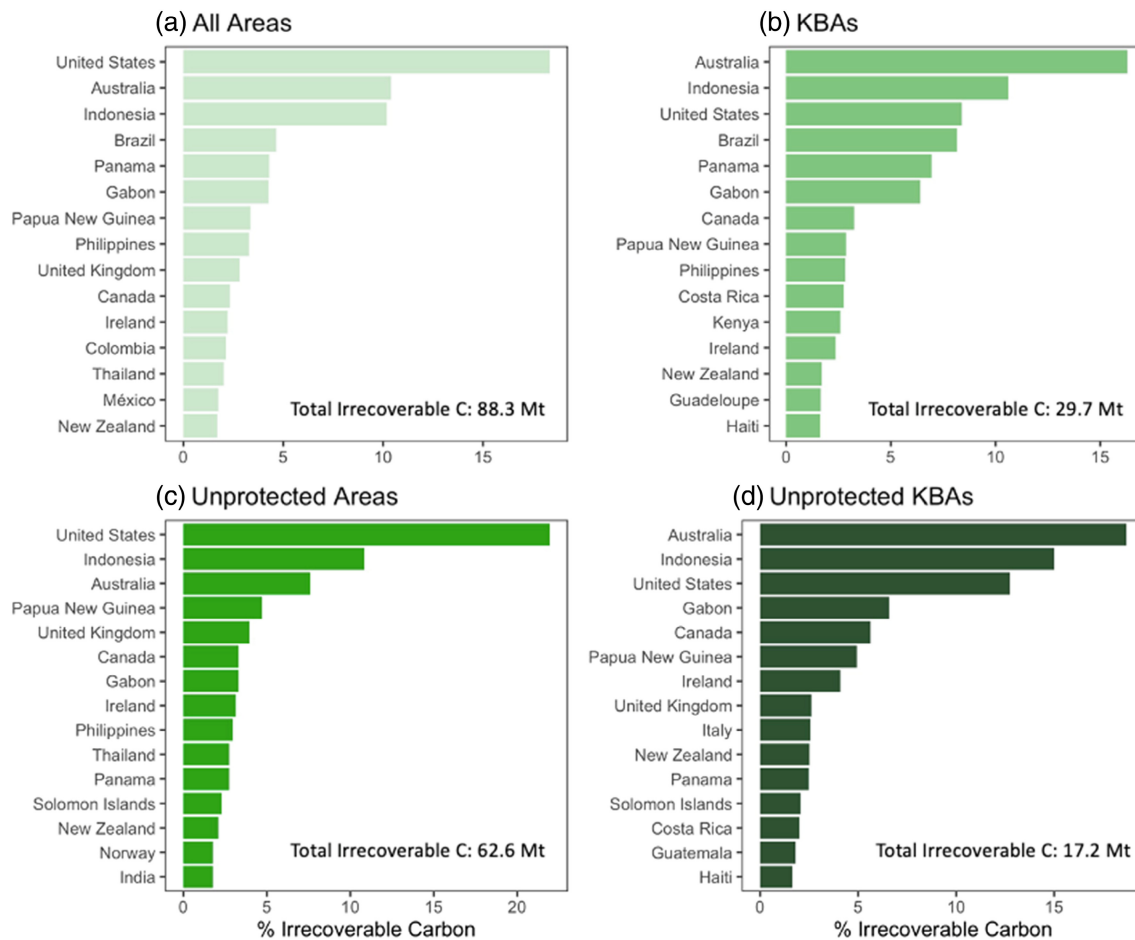 (a) All Areas
United States
Australia
Indonesia
Brazil
Panama
Gabon
Papua New Guinea
Philippines
United Kingdom
Canada
Ireland
Colombia
Thailand
México
New Zealand
Total Irrecoverable C: 88.3 Mt
0 5 10 15
(b) KBAs
Australia
Indonesia
United States
Brazil
Panama
Gabon
Canada
Papua New Guinea
Philippines
Costa Rica
Kenya
Ireland
New Zealand
Guadeloupe
Haiti
Total Irrecoverable C: 29.7 Mt
0 5 10 15
(c) Unprotected Areas
United States
Indonesia
Australia
Papua New Guinea
United Kingdom
Canada
Gabon
Ireland
Philippines
Thailand
Panama
Solomon Islands
New Zealand
Norway
India
Total Irrecoverable C: 62.6 Mt
0 5 10 15 20
% Irrecoverable Carbon
(d) Unprotected KBAs
Australia
Indonesia
United States
Gabon
Canada
Papua New Guinea
Ireland
United Kingdom
Italy
New Zealand
Panama
Solomon Islands
Costa Rica
Guatemala
Haiti
Total Irrecoverable C: 17.2 Mt
0 5 10 15
% Irrecoverable Carbon